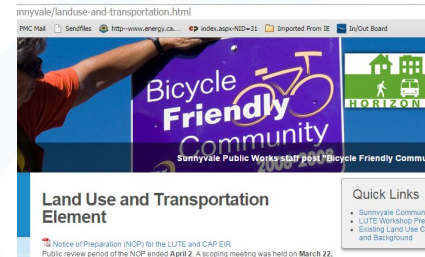 nnyvale/landuse-and-transportation.html
PMC Mail Sendfiles http--www.energy.ca... index.aspx-NID=31 Imported From IE In/Out Board
Bicycle
Friendly
Community
2006-2008
HORIZON
Sunnyvale Public Works staff post "Bicycle Friendly Commu
Land Use and Transportation
Element
Quick Links
Sunnyvale Commun
LUTE Workshop Pre
Existing Land Use C
and Background
Notice of Preparation (NOP) for the LUTE and CAP EIR
Public review period of the NOP ended April 2. A scoping meeting was held on March 22,